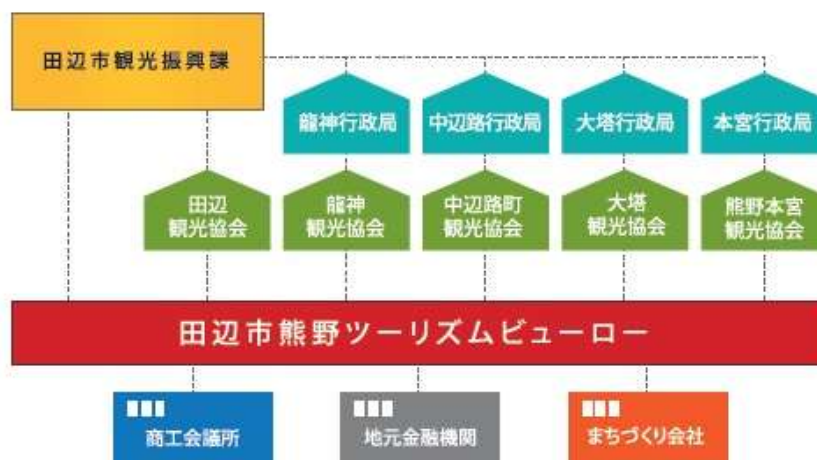 田辺市観光振興課
龍神行政局
中辺路行政局
大塔行政局
本宮行政局
田辺
観光協会
龍神
観光協会
中辺路町
観光協会
大塔
観光協会
熊野本宮
観光協会
田辺市熊野ツーリズムビューロー
商工会議所
地元金融機関
まちづくり会社